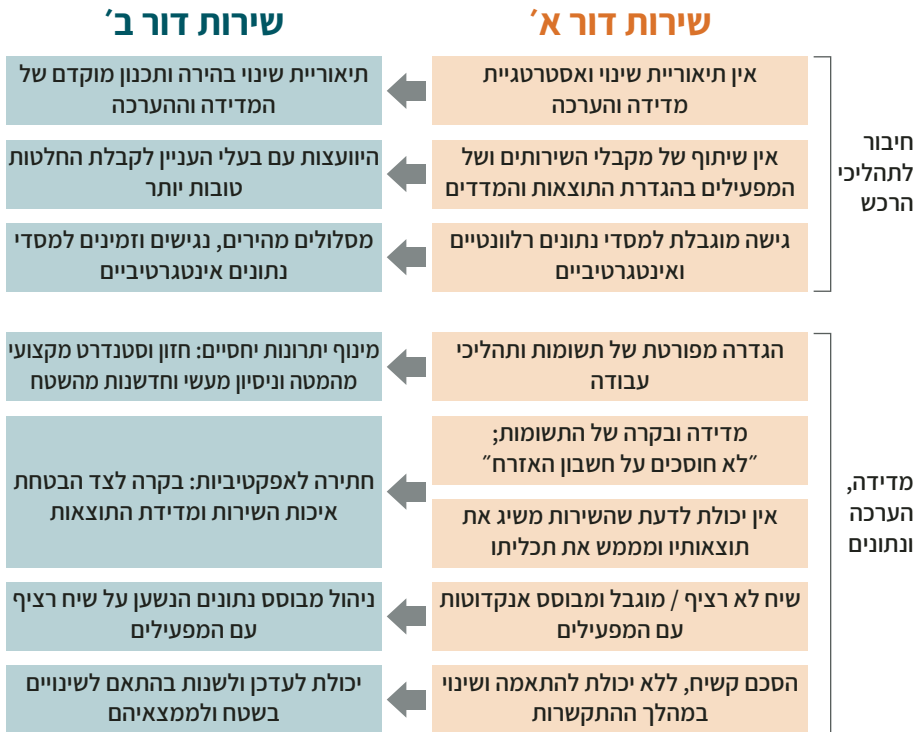 שירות דור א׳
שירות דור ב׳
חיבור
לתהליכי
הרכש
אין תיאוריית שינוי ואסטרטגיית
מדידה והערכה
תיאוריית שינוי בהירה ותכנון מוקדם של
המדידה וההערכה
אין שיתוף של מקבלי השירותים ושל
המפעילים בהגדרת התוצאות והמדדים
היוועצות עם בעלי העניין לקבלת החלטות
טובות יותר
גישה מוגבלת למסדי נתונים רלוונטיים
ואינטגרטיביים
מסלולים מהירים, נגישים וזמינים למסדי
נתונים אינטגרטיביים
מדידה,
הערכה
ונתונים
הגדרה מפורטת של תשומות ותהליכי
עבודה
מינוף יתרונות יחסיים: חזון וסטנדרט מקצועי
מהמטה וניסיון מעשי וחדשנות מהשטח
מדידה ובקרה של התשומות;
״לא חוסכים על חשבון האזרח״
אין יכולת לדעת שהשירות משיג את
תוצאותיו ומממש את תכליתו
חתירה לאפקטיביות: בקרה לצד הבטחת
איכות השירות ומדידת התוצאות
שיח לא רציף / מוגבל ומבוסס אנקדוטות
עם המפעילים
ניהול מבוסס נתונים הנשען על שיח רציף
עם המפעילים
הסכם קשיח, ללא יכולת להתאמה ושינוי
במהלך ההתקשרות
יכולת לעדכן ולשנות בהתאם לשינויים
בשטח ולממצאיהם